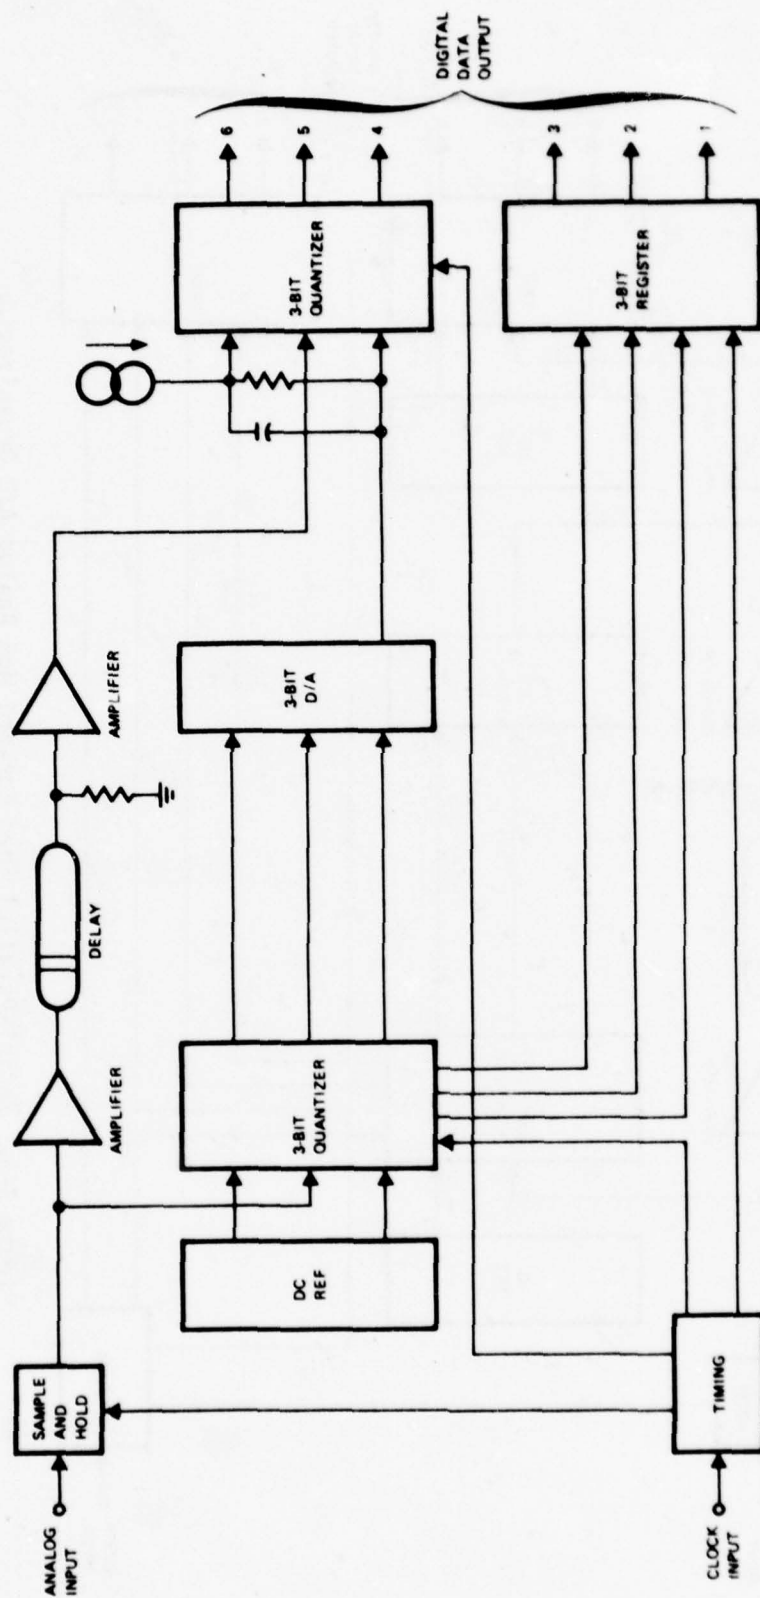 ANALOG
INPUT
SAMPLE
AND
HOLD
AMPLIFIER
DELAY
AMPLIFIER
DC
REF
3-BIT
QUANTIZER
3-BIT
D/A
3-BIT
QUANTIZER
6
5
4
3-BIT
REGISTER
3
2
1
DIGITAL
DATA
OUTPUT
CLOCK
INPUT
TIMING